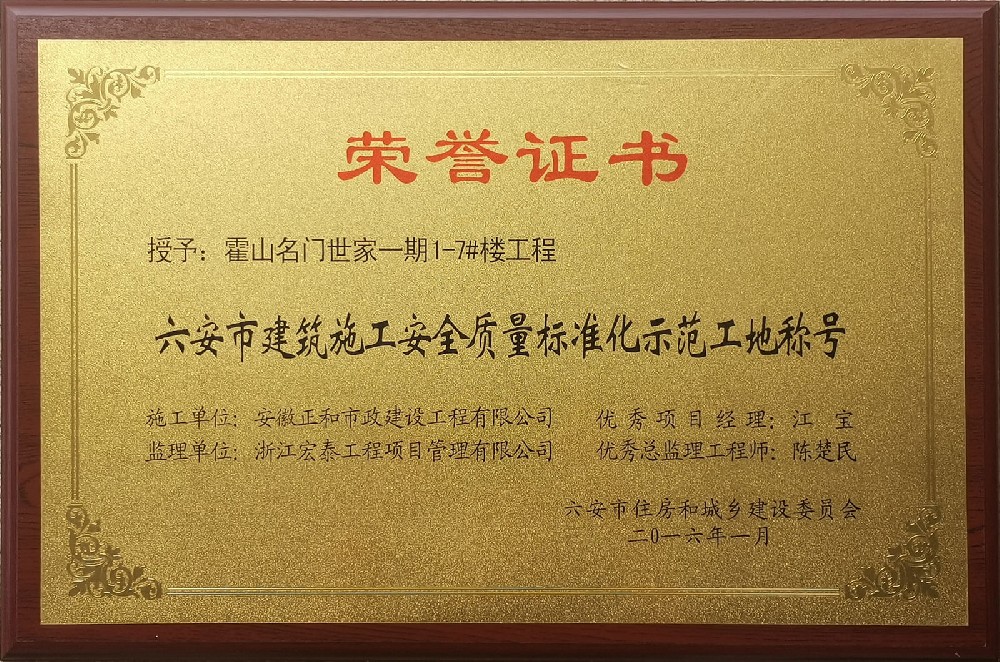 荣誉证书
授予：霍山名门世家一期1-7#楼工程
六安市建筑施工安全质量标准化示范工地称号
施工单位：安徽正和市政建设工程有限公司 优秀项目经理：江 宝
监理单位：浙江宏泰工程项目管理有限公司 优秀总监理工程师：陈楚民
六安市住房和城乡建设委员会
二0一六年一月